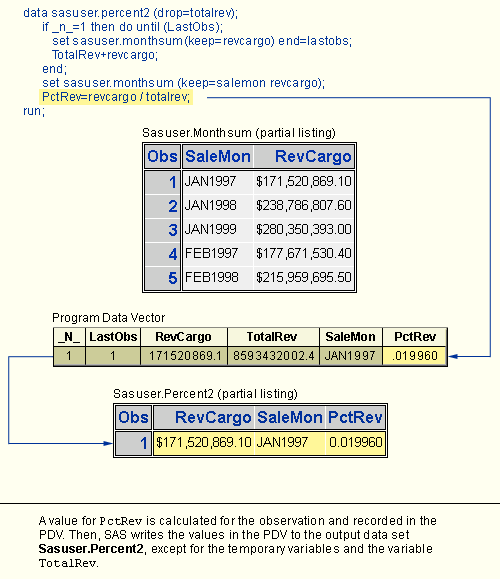 data sasuser.percent2 (drop=totalrev);
if _n_=1 then do until (LastObs);
set sasuser.monthsum(keep=revcargo) end=lastobs;
TotalRev+revcargo;
end;
set sasuser.monthsum (keep=salemon revcargo);
PctRev=revcargo / totalrev;
run;
Sasuser.Monthsum (partial listing)
Obs SaleMon RevCargo
1 JAN1997 $171,520,869.10
2 JAN1998 $238,786,807.60
3 JAN1999 $280,350,393.00
4 FEB1997 $177,671,530.40
5 FEB1998 $215,959,695.50
Program Data Vector
_N_ LastObs RevCargo TotalRev SaleMon PctRev
1 1 171520869.1 8593432002.4 JAN1997 .019960
Sasuser.Percent2 (partial listing)
Obs RevCargo SaleMon PctRev
1 $171,520,869.10 JAN1997 0.019960
A value for PctRev is calculated for the observation and recorded in the
PDV. Then, SAS writes the values in the PDV to the output data set
Sasuser.Percent2, except for the temporary variables and the variable
TotalRev.